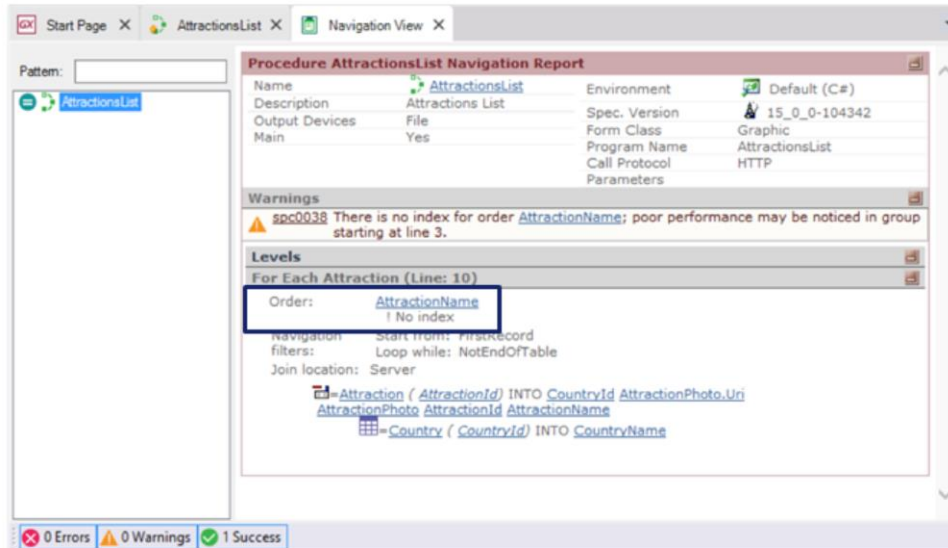 GX Start Page X AttractionsList X Navigation View X
Pattern:
AttractionsList
Procedure AttractionsList Navigation Report
Name AttractionsList
Description Attractions List
Output Devices File
Main Yes
Environment Default (C#)
Spec. Version 15_0_0-104342
Form Class Graphic
Program Name AttractionsList
Call Protocol HTTP
Parameters
Warnings
spc0038 There is no index for order AttractionName; poor performance may be noticed in group
starting at line 3.
Levels
For Each Attraction (Line: 10)
Order: AttractionName
! No index
Navigation Start from: FirstRecord
filters: Loop while: NotEndOfTable
Join location: Server
=Attraction ( AttractionId) INTO CountryId AttractionPhoto.Uri
AttractionPhoto AttractionId AttractionName
=Country ( CountryId) INTO CountryName
0 Errors 0 Warnings 1 Success